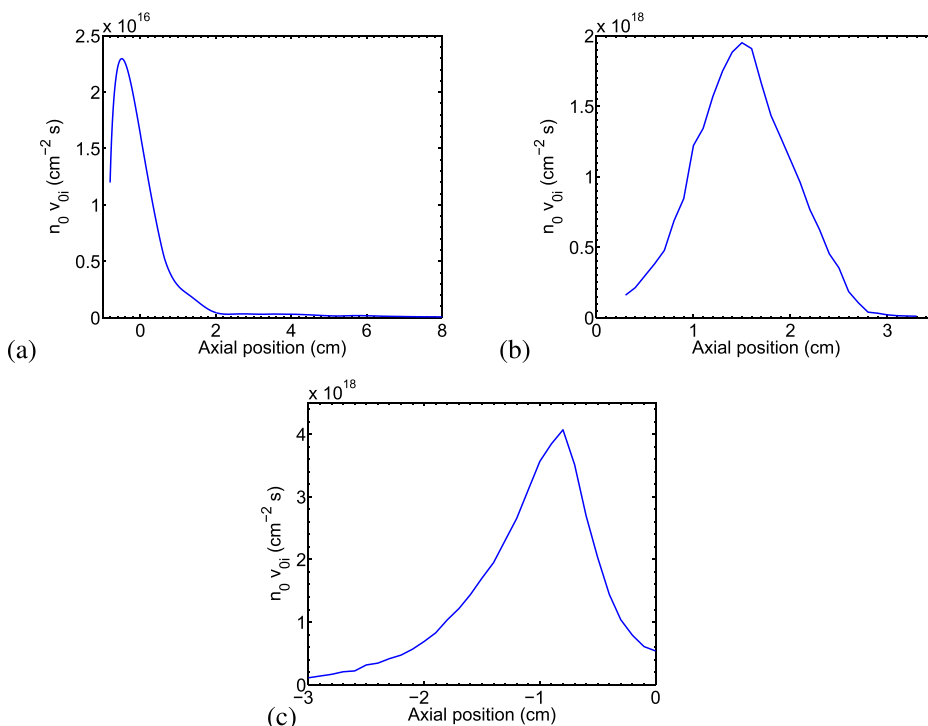 x 10^16
2.5
2
1.5
1
0.5
0
n_0 v_0i (cm^−2 s)
0 2 4 6 8
Axial position (cm)
(a)
x 10^18
2
1.5
1
0.5
0
n_0 v_0i (cm^−2 s)
0 1 2 3
Axial position (cm)
(b)
x 10^18
4
3
2
1
0
n_0 v_0i (cm^−2 s)
−3 −2 −1 0
Axial position (cm)
(c)